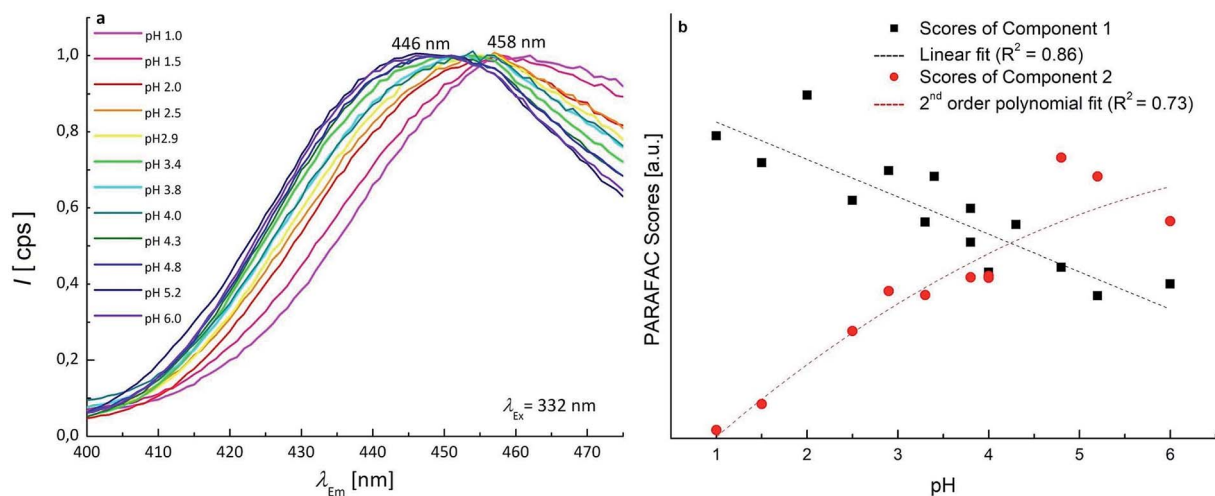 a
pH 1.0
pH 1.5
pH 2.0
pH 2.5
pH2.9
pH 3.4
pH 3.8
pH 4.0
pH 4.3
pH 4.8
pH 5.2
pH 6.0
446 nm
458 nm
λEx= 332 nm
I [cps]
1,0
0,8
0,6
0,4
0,2
0,0
400
410
420
430
440
450
460
470
λEm [nm]
b
Scores of Component 1
Linear fit (R² = 0.86)
Scores of Component 2
2nd order polynomial fit (R² = 0.73)
PARAFAC Scores [a.u.]
1
2
3
4
5
6
pH